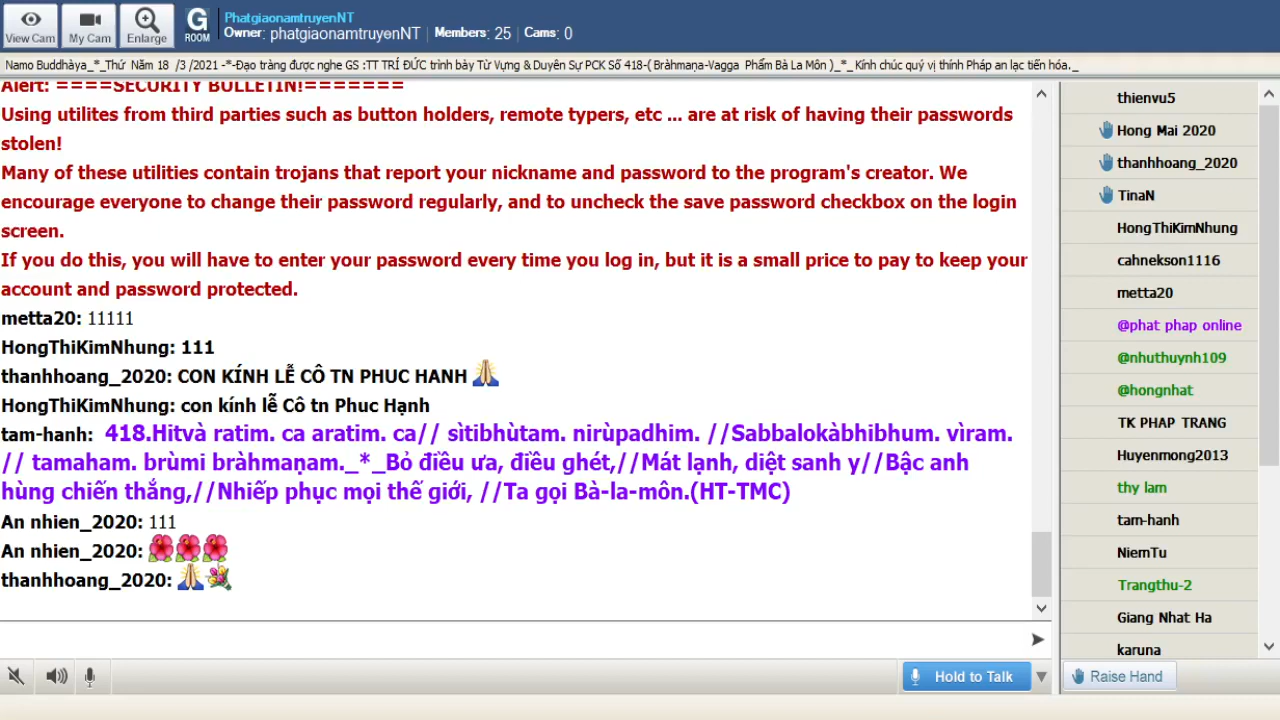 View Cam
My Cam
Enlarge
G
ROOM
PhatgiaonamtruyenNT
Owner: phatgiaonamtruyenNT | Members: 25 | Cams: 0
Namo Buddhàya_*_Thứ Năm 18 /3 /2021 -*-Đạo tràng được nghe GS :TT TRÍ ĐỨC trình bày Từ Vựng & Duyên Sự PCK Số 418-( Bràhmaṇa-Vagga Phẩm Bà La Môn )_*_ Kính chúc quý vị thính Pháp an lạc tiến hóa._
Alert: ====SECURITY BULLETIN!=======
Using utilites from third parties such as button holders, remote typers, etc ... are at risk of having their passwords
stolen!
Many of these utilities contain trojans that report your nickname and password to the program's creator. We
encourage everyone to change their password regularly, and to uncheck the save password checkbox on the login
screen.
If you do this, you will have to enter your password every time you log in, but it is a small price to pay to keep your
account and password protected.
metta20: 11111
HongThiKimNhung: 111
thanhhoang_2020: CON KÍNH LỄ CÔ TN PHUC HANH 🙏
HongThiKimNhung: con kính lễ Cô tn Phuc Hạnh
tam-hanh: 418.Hitvà ratim. ca aratim. ca// sìtibhùtam. nirùpadhim. //Sabbalokàbhibhum. vìram.
// tamaham. brùmi bràhmaṇam._*_Bỏ điều ưa, điều ghét,//Mát lạnh, diệt sanh y//Bậc anh
hùng chiến thắng,//Nhiếp phục mọi thế giới, //Ta gọi Bà-la-môn.(HT-TMC)
An nhien_2020: 111
An nhien_2020: 🌺🌺🌺
thanhhoang_2020: 🙏💐
Hold to Talk
thienvu5
Hong Mai 2020
thanhhoang_2020
TinaN
HongThiKimNhung
cahnekson1116
metta20
@phat phap online
@nhuthuynh109
@hongnhat
TK PHAP TRANG
Huyenmong2013
thy lam
tam-hanh
NiemTu
Trangthu-2
Giang Nhat Ha
karuna
Raise Hand